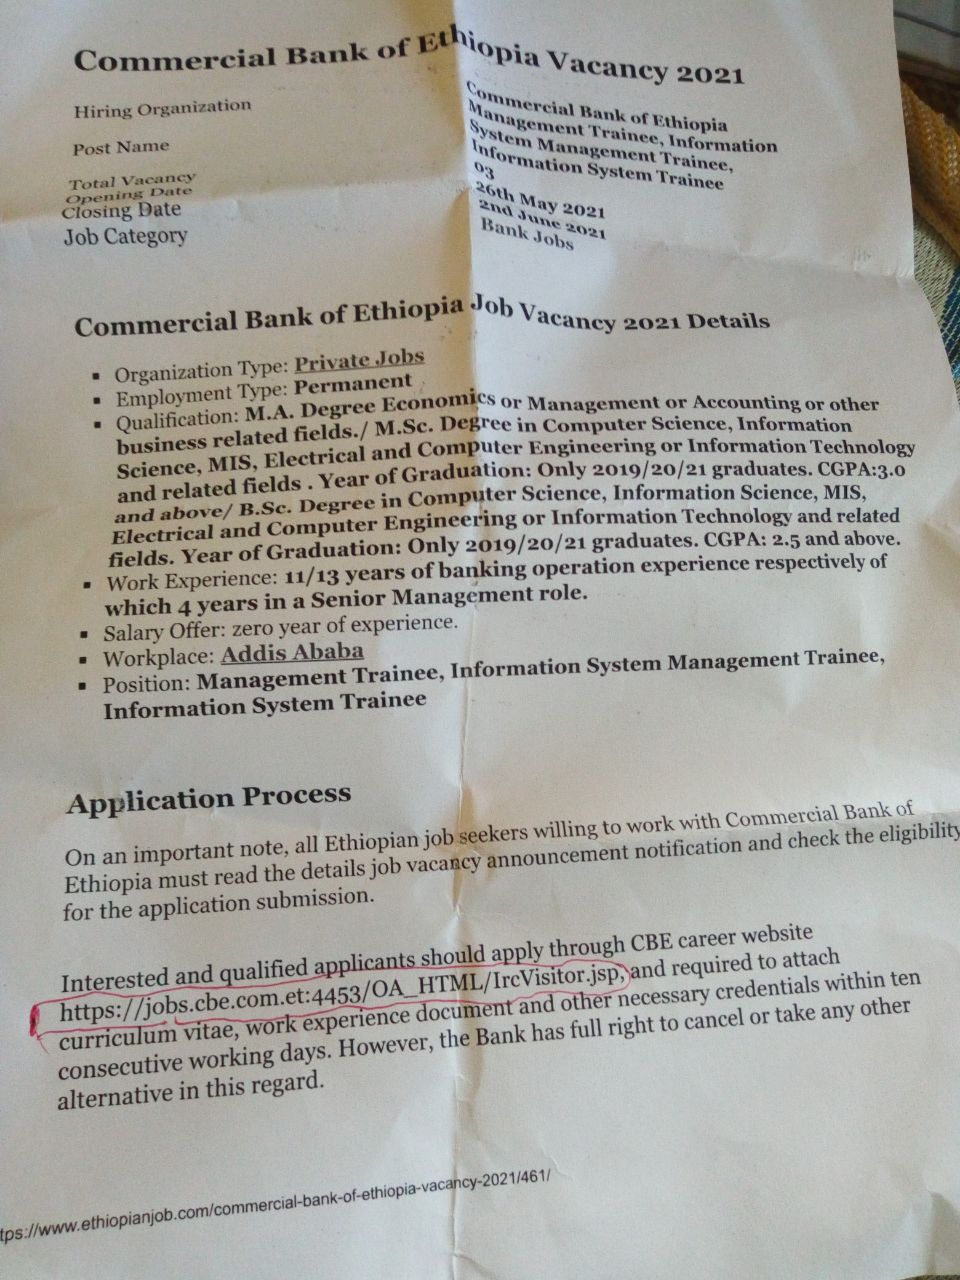 Commercial Bank of Ethiopia Vacancy 2021
Hiring Organization
Commercial Bank of Ethiopia
Post Name
Management Trainee, Information
System Management Trainee,
Information System Trainee
Total Vacancy
03
Opening Date
26th May 2021
Closing Date
2nd June 2021
Job Category
Bank Jobs
Commercial Bank of Ethiopia Job Vacancy 2021 Details
▪ Organization Type: Private Jobs
▪ Employment Type: Permanent
▪ Qualification: M.A. Degree Economics or Management or Accounting or other
business related fields./ M.Sc. Degree in Computer Science, Information
Science, MIS, Electrical and Computer Engineering or Information Technology
and related fields . Year of Graduation: Only 2019/20/21 graduates. CGPA:3.0
and above/ B.Sc. Degree in Computer Science, Information Science, MIS,
Electrical and Computer Engineering or Information Technology and related
fields. Year of Graduation: Only 2019/20/21 graduates. CGPA: 2.5 and above.
▪ Work Experience: 11/13 years of banking operation experience respectively of
which 4 years in a Senior Management role.
▪ Salary Offer: zero year of experience.
▪ Workplace: Addis Ababa
▪ Position: Management Trainee, Information System Management Trainee,
Information System Trainee
Application Process
On an important note, all Ethiopian job seekers willing to work with Commercial Bank of
Ethiopia must read the details job vacancy announcement notification and check the eligibility
for the application submission.
Interested and qualified applicants should apply through CBE career website
https://jobs.cbe.com.et:4453/OA_HTML/IrcVisitor.jsp, and required to attach
curriculum vitae, work experience document and other necessary credentials within ten
consecutive working days. However, the Bank has full right to cancel or take any other
alternative in this regard.
tps://www.ethiopianjob.com/commercial-bank-of-ethiopia-vacancy-2021/461/